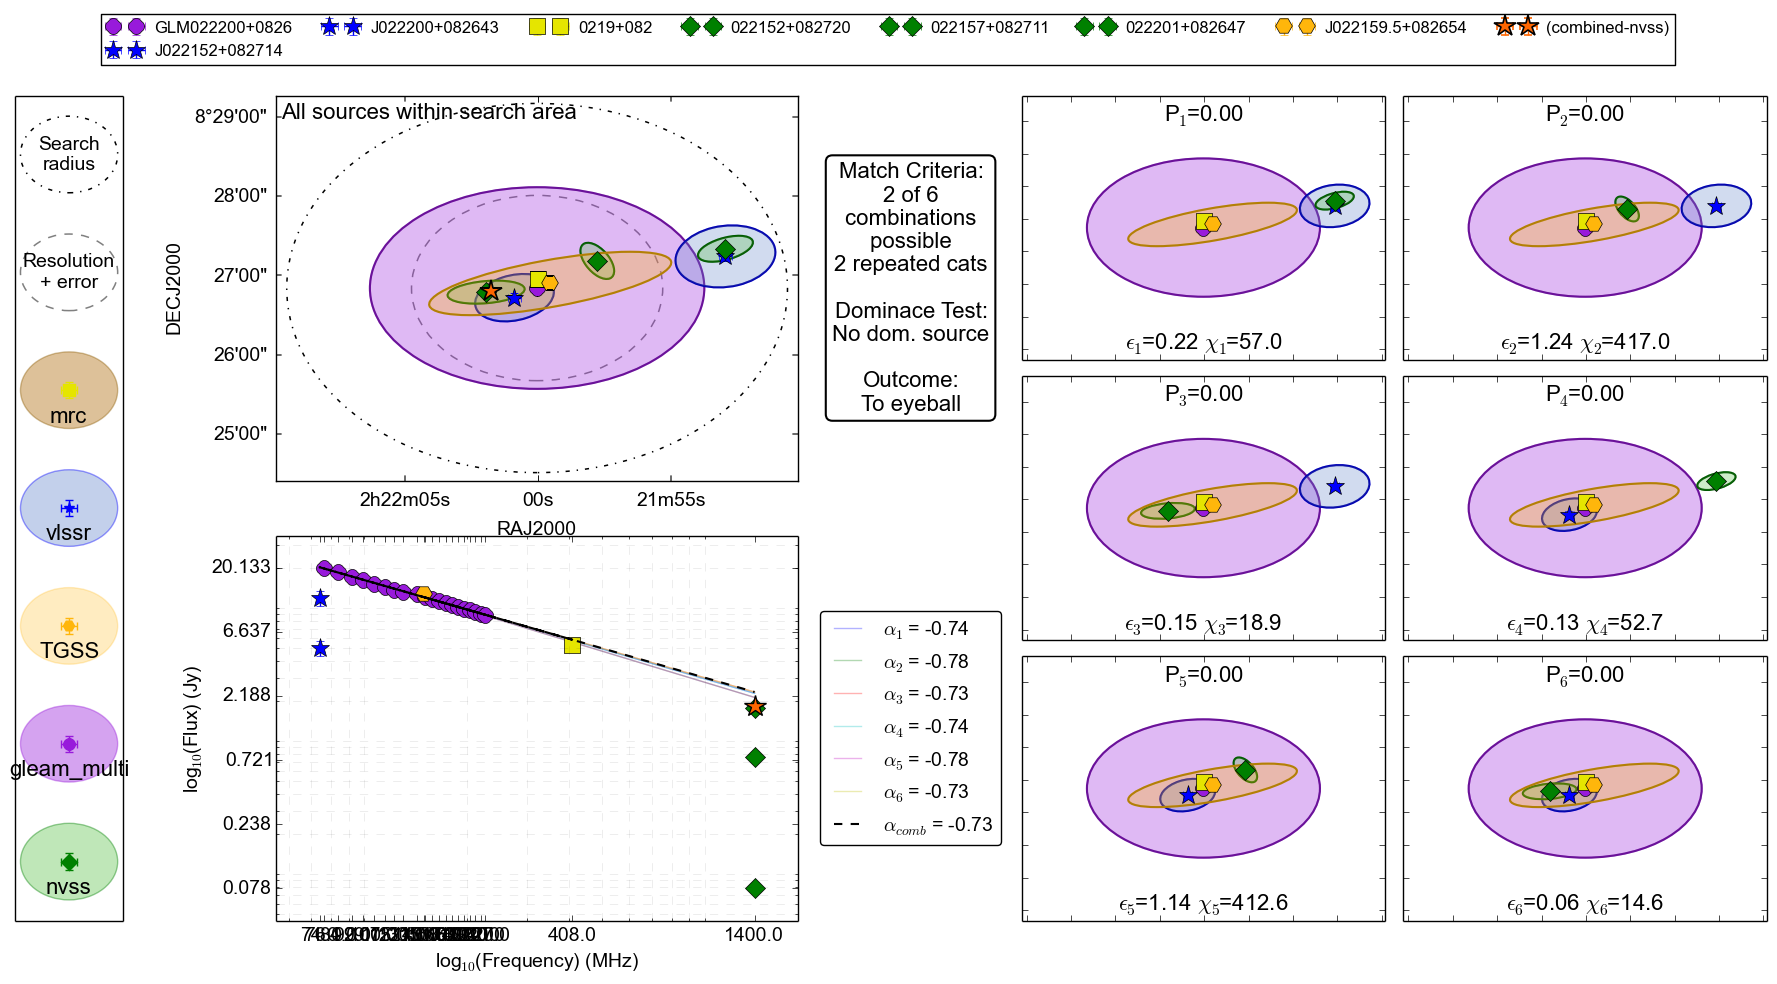 GLM022200+0826 J022200+082643 0219+082 022152+082720 022157+082711 022201+082647 J022159.5+082654 (combined-nvss)
J022152+082714
Search
radius
Resolution
+ error
mrc
vlssr
TGSS
gleam_multi
nvss
All sources within search area
8°29'00"
28'00"
27'00"
26'00"
25'00"
DECJ2000
2h22m05s 00s 21m55s
RAJ2000
Match Criteria:
2 of 6
combinations
possible
2 repeated cats
Dominace Test:
No dom. source
Outcome:
To eyeball
20.133
6.637
2.188
0.721
0.238
0.078
log10(Flux) (Jy)
408.0 1400.0
log10(Frequency) (MHz)
α1 = -0.74
α2 = -0.78
α3 = -0.73
α4 = -0.74
α5 = -0.78
α6 = -0.73
αcomb = -0.73
P1=0.00
ϵ1=0.22 χ1=57.0
P2=0.00
ϵ2=1.24 χ2=417.0
P3=0.00
ϵ3=0.15 χ3=18.9
P4=0.00
ϵ4=0.13 χ4=52.7
P5=0.00
ϵ5=1.14 χ5=412.6
P6=0.00
ϵ6=0.06 χ6=14.6